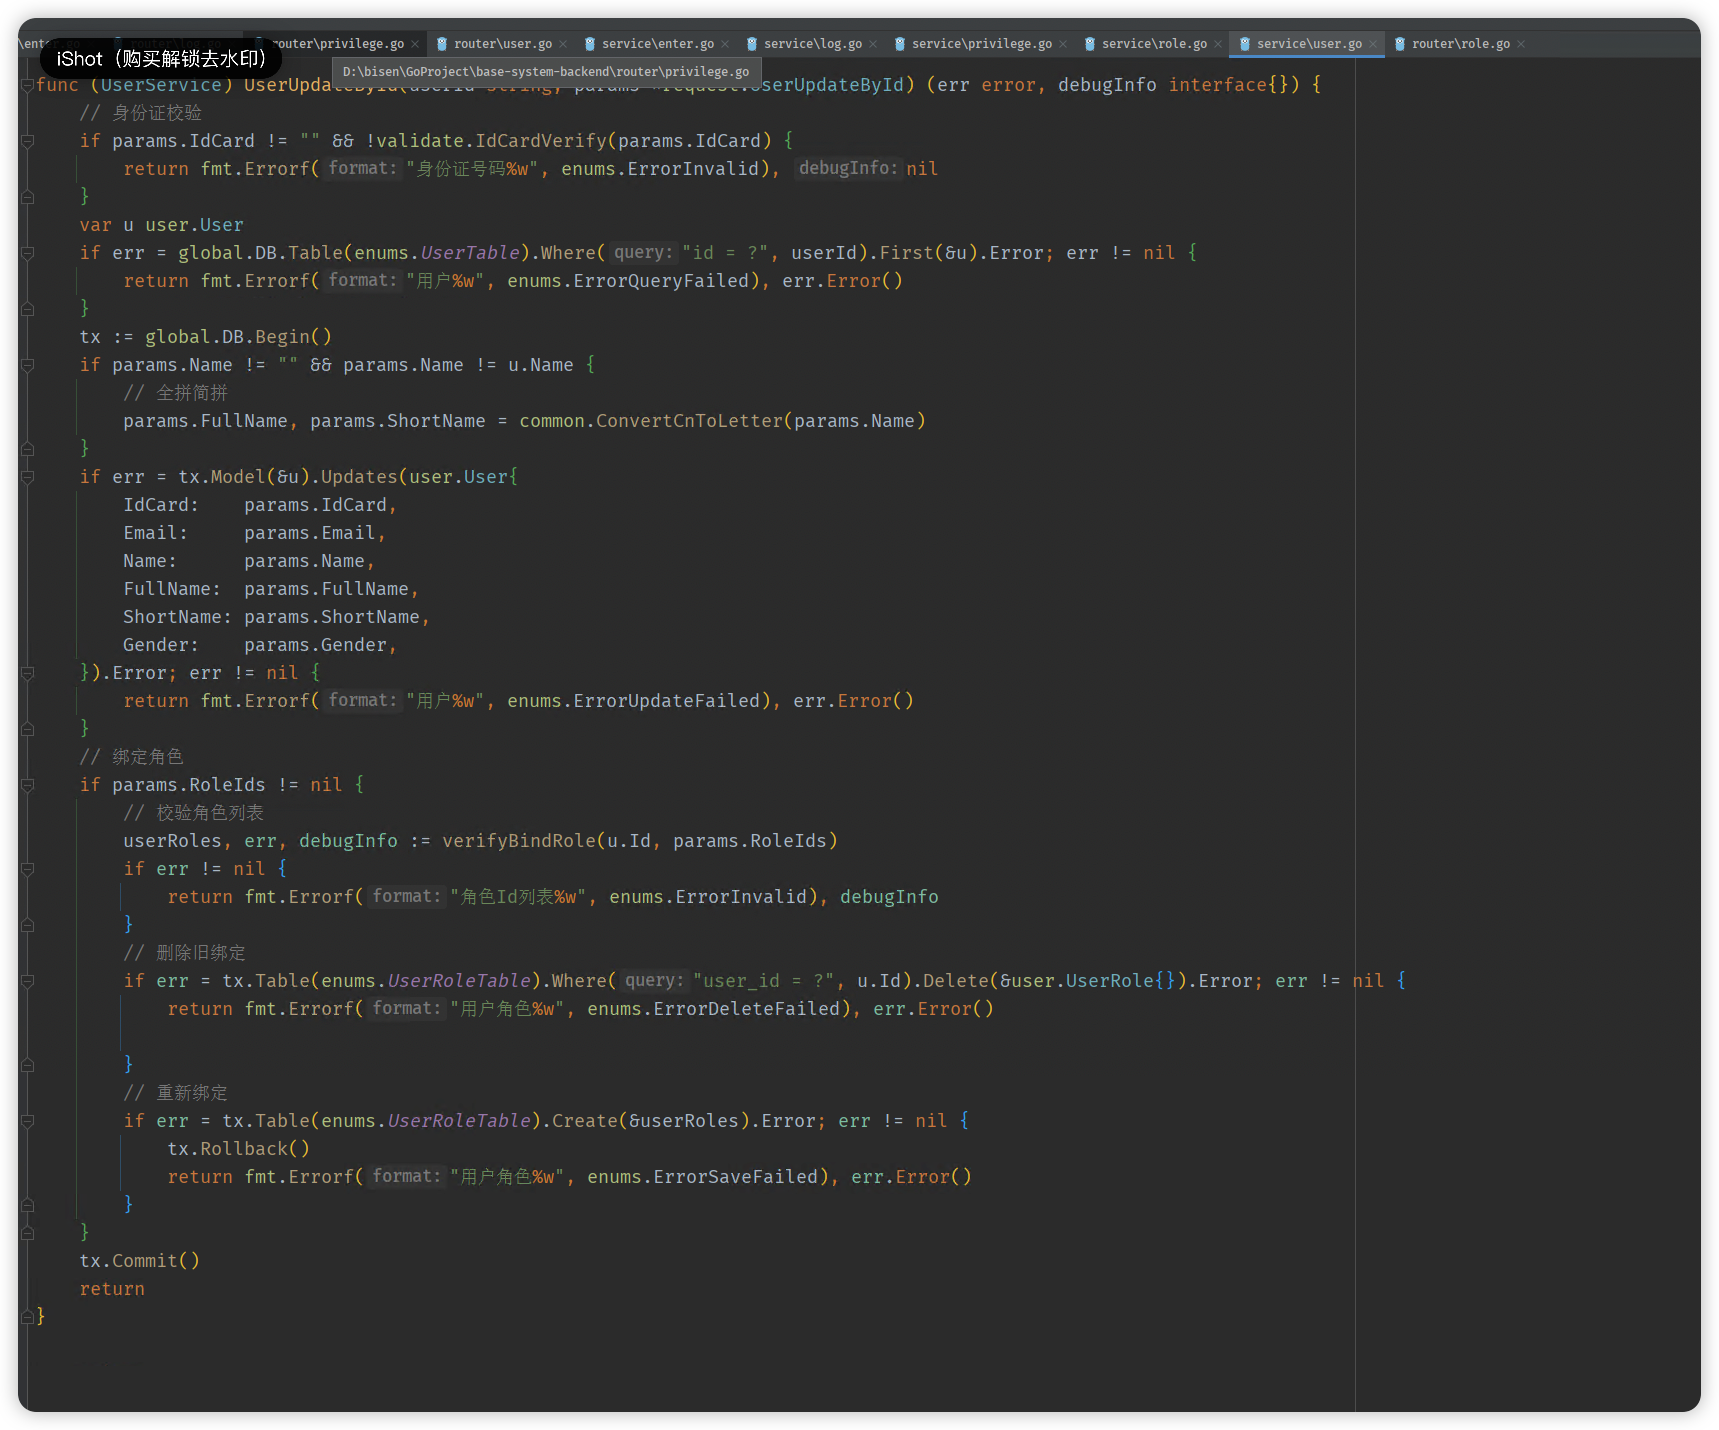 \enter.go router\log.go router\privilege.go router\user.go service\enter.go service\log.go service\privilege.go service\role.go service\user.go router\role.go
iShot（购买解锁去水印）
D:\bisen\GoProject\base-system-backend\router\privilege.go
func (UserService) UserUpdateById(userId string, params *request.UserUpdateById) (err error, debugInfo interface{}) {
// 身份证校验
if params.IdCard != "" && !validate.IdCardVerify(params.IdCard) {
return fmt.Errorf( format: "身份证号码%w", enums.ErrorInvalid), debugInfo: nil
}
var u user.User
if err = global.DB.Table(enums.UserTable).Where( query: "id = ?", userId).First(&u).Error; err != nil {
return fmt.Errorf( format: "用户%w", enums.ErrorQueryFailed), err.Error()
}
tx := global.DB.Begin()
if params.Name != "" && params.Name != u.Name {
// 全拼简拼
params.FullName, params.ShortName = common.ConvertCnToLetter(params.Name)
}
if err = tx.Model(&u).Updates(user.User{
IdCard: params.IdCard,
Email: params.Email,
Name: params.Name,
FullName: params.FullName,
ShortName: params.ShortName,
Gender: params.Gender,
}).Error; err != nil {
return fmt.Errorf( format: "用户%w", enums.ErrorUpdateFailed), err.Error()
}
// 绑定角色
if params.RoleIds != nil {
// 校验角色列表
userRoles, err, debugInfo := verifyBindRole(u.Id, params.RoleIds)
if err != nil {
return fmt.Errorf( format: "角色Id列表%w", enums.ErrorInvalid), debugInfo
}
// 删除旧绑定
if err = tx.Table(enums.UserRoleTable).Where( query: "user_id = ?", u.Id).Delete(&user.UserRole{}).Error; err != nil {
return fmt.Errorf( format: "用户角色%w", enums.ErrorDeleteFailed), err.Error()
}
// 重新绑定
if err = tx.Table(enums.UserRoleTable).Create(&userRoles).Error; err != nil {
tx.Rollback()
return fmt.Errorf( format: "用户角色%w", enums.ErrorSaveFailed), err.Error()
}
}
tx.Commit()
return
}